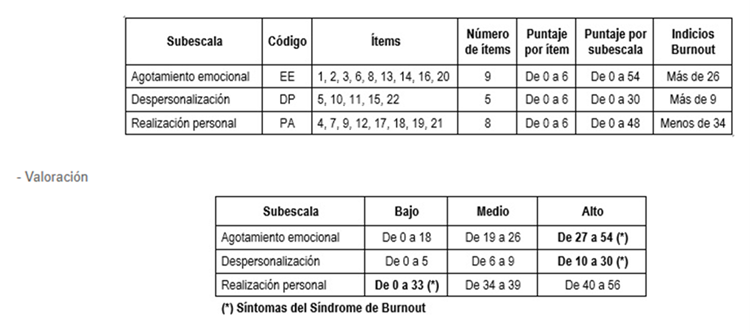 Subescala Código Ítems Número de ítems Puntaje por ítem Puntaje por subescala Indicios Burnout
Agotamiento emocional EE 1, 2, 3, 6, 8, 13, 14, 16, 20 9 De 0 a 6 De 0 a 54 Más de 26
Despersonalización DP 5, 10, 11, 15, 22 5 De 0 a 6 De 0 a 30 Más de 9
Realización personal PA 4, 7, 9, 12, 17, 18, 19, 21 8 De 0 a 6 De 0 a 48 Menos de 34
- Valoración
Subescala Bajo Medio Alto
Agotamiento emocional De 0 a 18 De 19 a 26 De 27 a 54 (*)
Despersonalización De 0 a 5 De 6 a 9 De 10 a 30 (*)
Realización personal De 0 a 33 (*) De 34 a 39 De 40 a 56
(*) Síntomas del Síndrome de Burnout